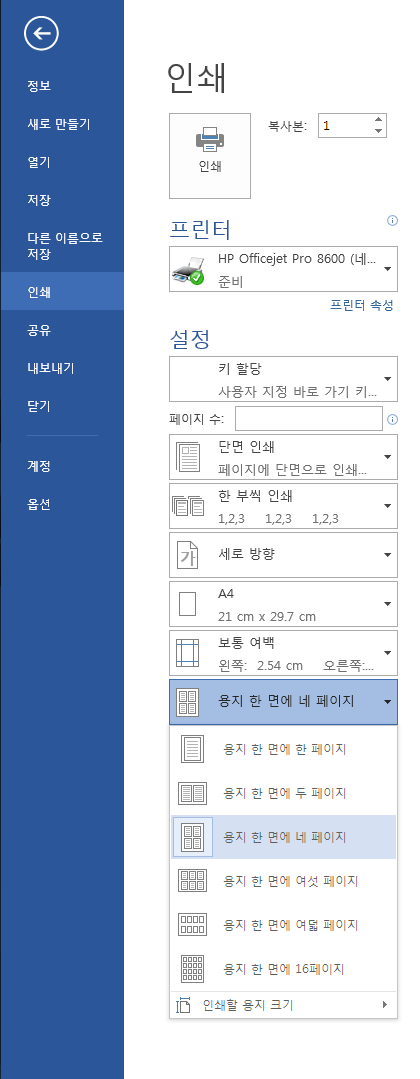 정보
새로 만들기
열기
저장
다른 이름으로
저장
인쇄
공유
내보내기
닫기
계정
옵션
인쇄
인쇄
복사본: 1
프린터
HP Officejet Pro 8600 (네...
준비
프린터 속성
설정
키 할당
사용자 지정 바로 가기 키...
페이지 수:
단면 인쇄
페이지에 단면으로 인쇄...
한 부씩 인쇄
1,2,3 1,2,3 1,2,3
가
세로 방향
A4
21 cm x 29.7 cm
보통 여백
왼쪽: 2.54 cm 오른쪽:...
용지 한 면에 네 페이지
용지 한 면에 한 페이지
용지 한 면에 두 페이지
용지 한 면에 네 페이지
용지 한 면에 여섯 페이지
용지 한 면에 여덟 페이지
용지 한 면에 16페이지
인쇄할 용지 크기